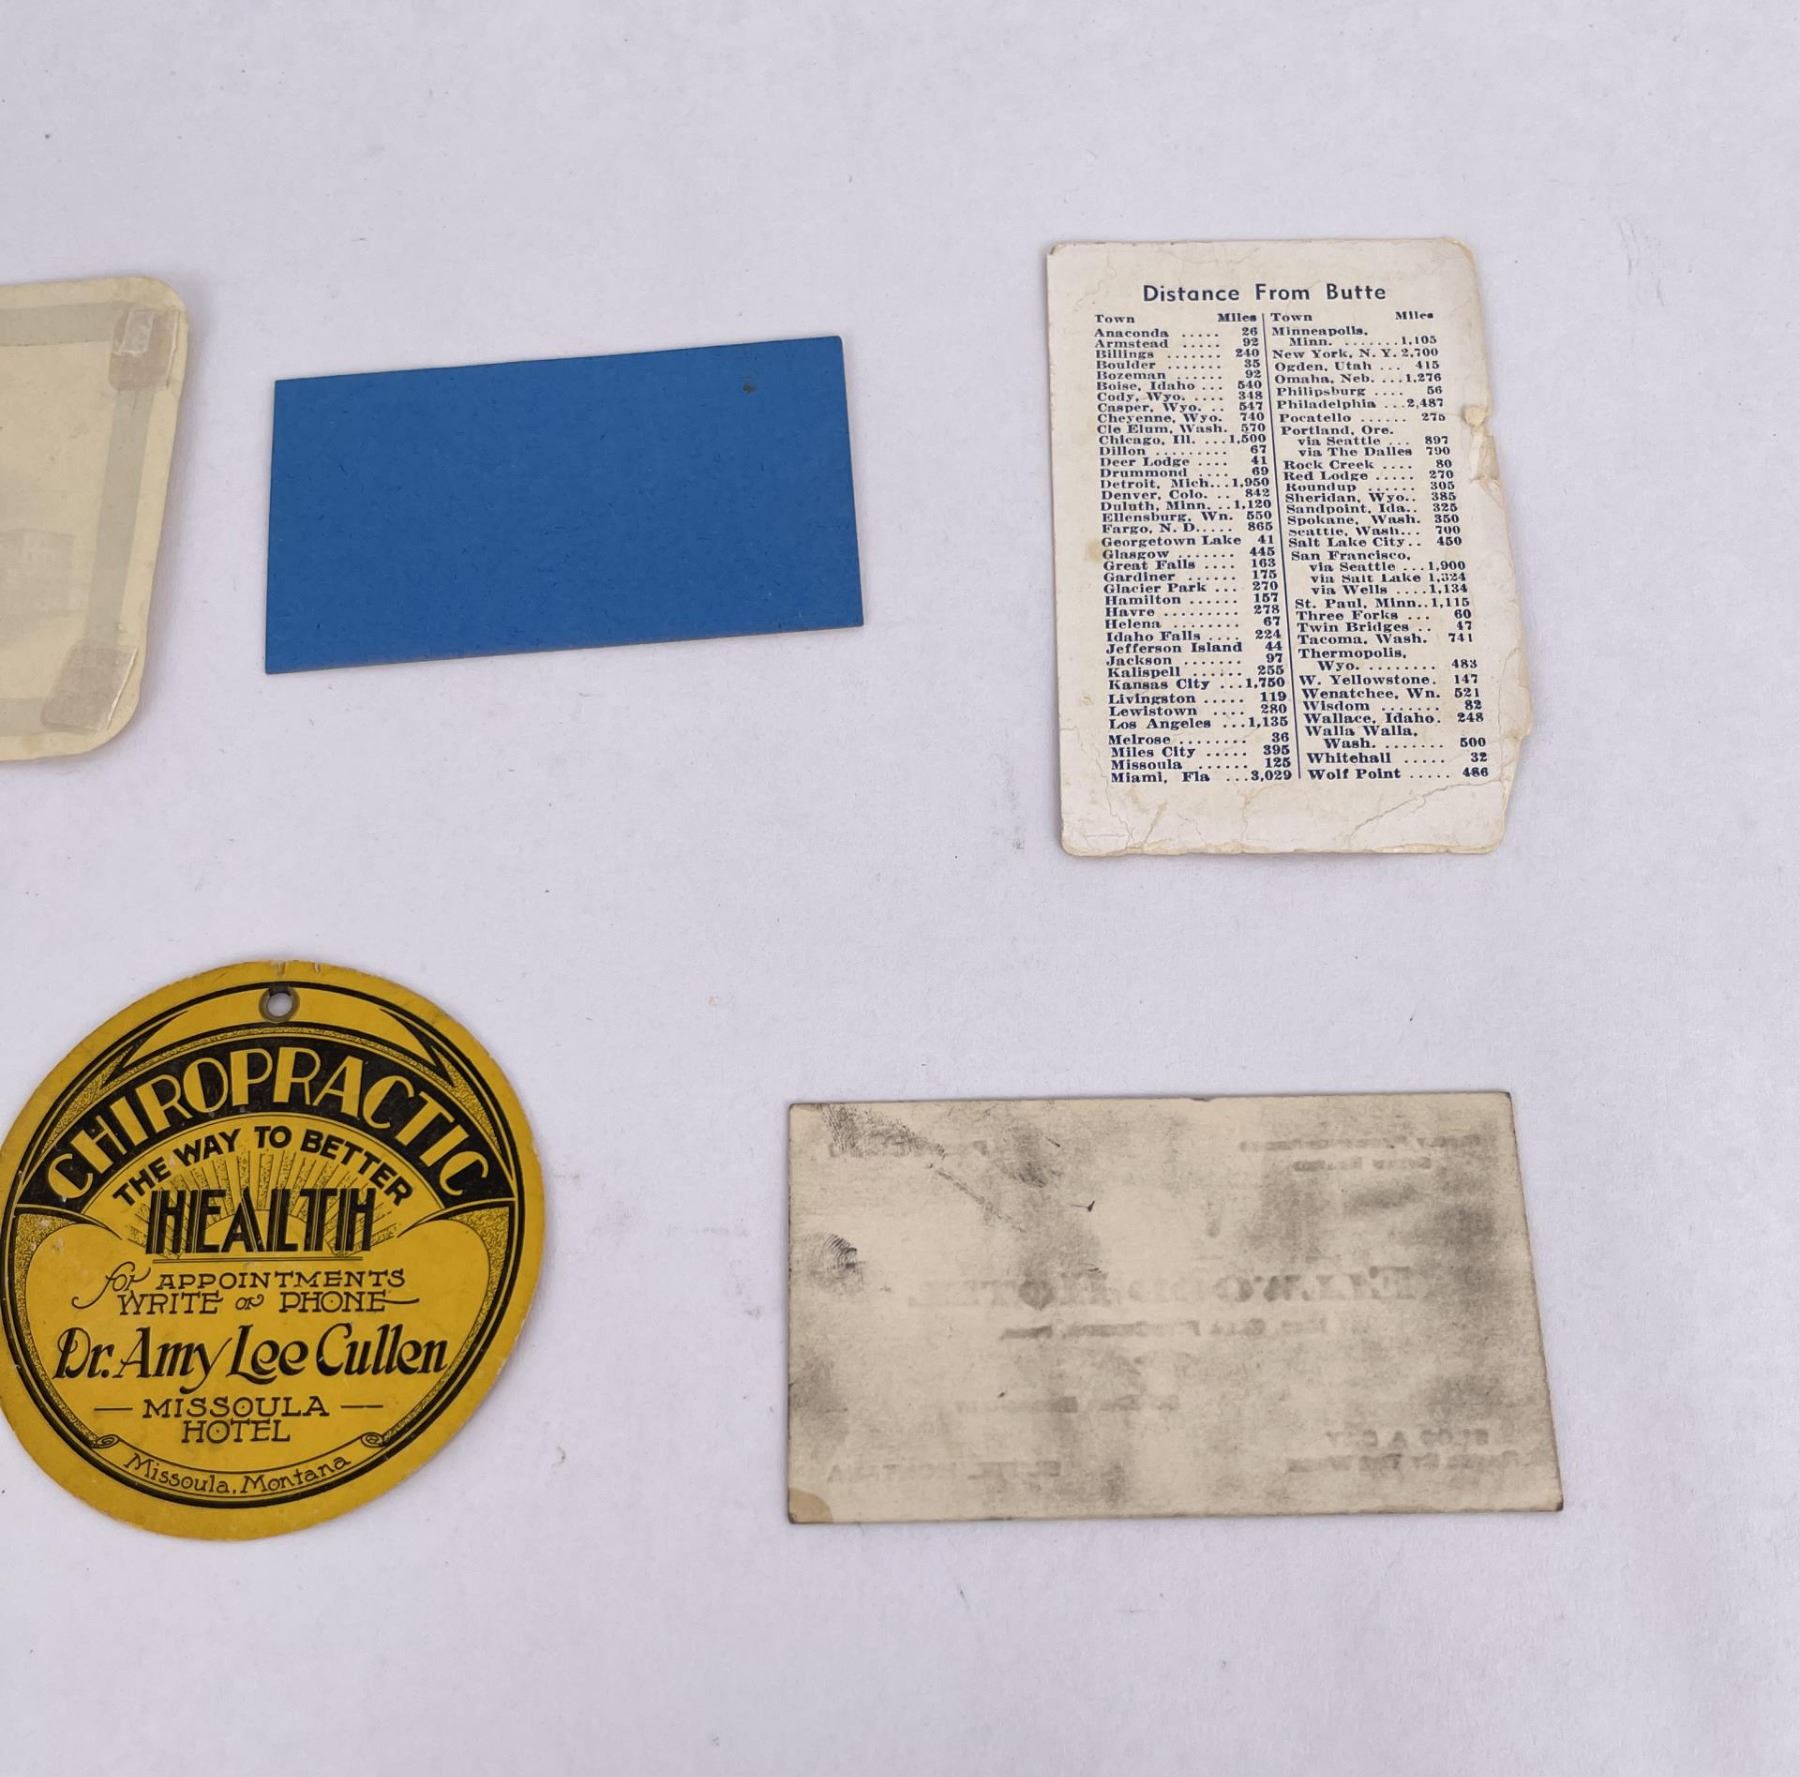 Distance From Butte
Town Miles
Anaconda ..... 26
Armstead ..... 92
Billings ....... 240
Boulder ....... 35
Bozeman ....... 92
Boise, Idaho ... 540
Cody, Wyo. .... 348
Casper, Wyo. .. 547
Cheyenne, Wyo. 740
Cle Elum, Wash. 570
Chicago, Ill. ...1,500
Dillon ......... 67
Deer Lodge .... 41
Drummond .... 69
Detroit, Mich...1,950
Denver, Colo. ... 842
Duluth, Minn. ..1,120
Ellensburg, Wn. 550
Fargo, N. D..... 865
Georgetown Lake 41
Glasgow ....... 445
Great Falls .... 163
Gardiner ...... 175
Glacier Park ... 270
Hamilton ...... 157
Havre ......... 278
Helena ........ 67
Idaho Falls .... 224
Jefferson Island 44
Jackson ....... 97
Kalispell ...... 255
Kansas City ...1,750
Livingston ..... 119
Lewistown .... 280
Los Angeles ...1,135
Melrose ........ 36
Miles City ..... 395
Missoula ...... 125
Miami, Fla ...3,029
Town Miles
Minneapolis,
Minn. .......1,105
New York, N. Y. 2,700
Ogden, Utah ... 415
Omaha, Neb. ...1,276
Philipsburg .... 56
Philadelphia ...2,487
Pocatello ...... 275
Portland, Ore.
via Seattle ... 897
via The Dalles 790
Rock Creek .... 80
Red Lodge ..... 270
Roundup ...... 305
Sheridan, Wyo.. 385
Sandpoint, Ida.. 325
Spokane, Wash. 350
Seattle, Wash... 700
Salt Lake City.. 450
San Francisco,
via Seattle ...1,900
via Salt Lake 1,324
via Wells ....1,134
St. Paul, Minn..1,115
Three Forks ... 60
Twin Bridges .. 47
Tacoma, Wash. 741
Thermopolis,
Wyo. ........ 483
W. Yellowstone. 147
Wenatchee, Wn. 521
Wisdom ....... 82
Wallace, Idaho. 248
Walla Walla,
Wash. ....... 500
Whitehall ..... 32
Wolf Point ..... 486
CHIROPRACTIC
THE WAY TO BETTER
HEALTH
for APPOINTMENTS
WRITE or PHONE
Dr. Amy Lee Cullen
— MISSOULA —
HOTEL
Missoula, Montana